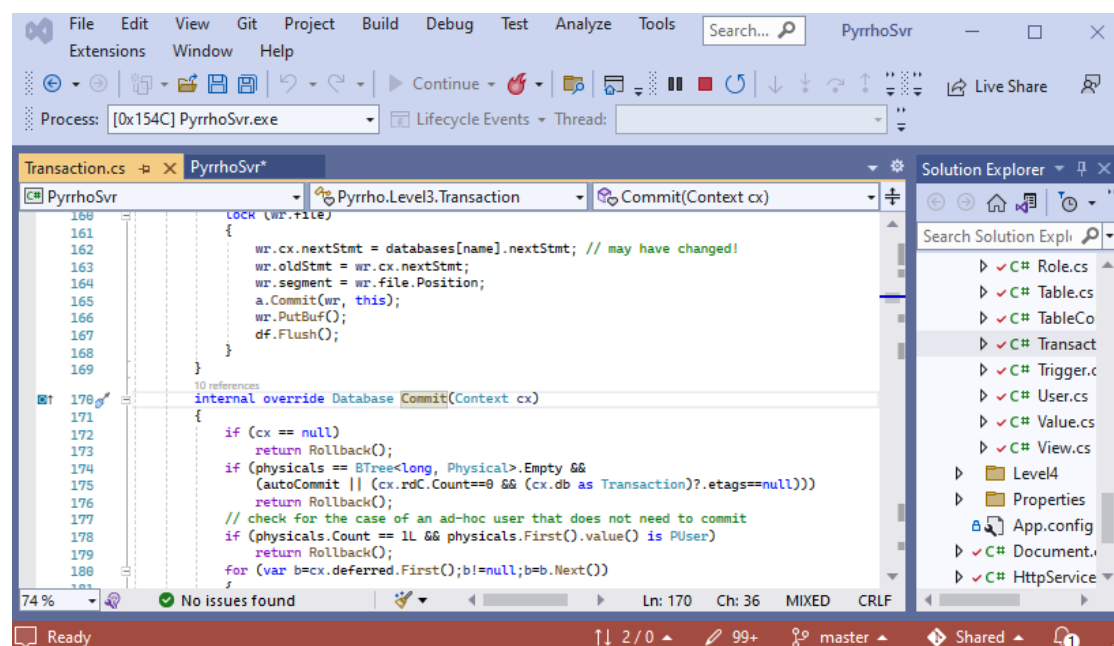 File Edit View Git Project Build Debug Test Analyze Tools Search... PyrrhoSvr
Extensions Window Help
Continue Live Share
Process: [0x154C] PyrrhoSvr.exe Lifecycle Events Thread:
Transaction.cs PyrrhoSvr* Solution Explorer
C# PyrrhoSvr Pyrrho.Level3.Transaction Commit(Context cx)
Search Solution Explo
160 lock (wr.file)
161 {
162 wr.cx.nextStmt = databases[name].nextStmt; // may have changed!
163 wr.oldStmt = wr.cx.nextStmt;
164 wr.segment = wr.file.Position;
165 a.Commit(wr, this);
166 wr.PutBuf();
167 df.Flush();
168 }
169 }
10 references
170 internal override Database Commit(Context cx)
171 {
172 if (cx == null)
173 return Rollback();
174 if (physicals == BTree<long, Physical>.Empty &&
175 (autoCommit || (cx.rdC.Count==0 && (cx.db as Transaction)?.etags==null)))
176 return Rollback();
177 // check for the case of an ad-hoc user that does not need to commit
178 if (physicals.Count == 1L && physicals.First().value() is PUser)
179 return Rollback();
180 for (var b=cx.deferred.First();b!=null;b=b.Next())
181 {
C# Role.cs
C# Table.cs
C# TableCo
C# Transact
C# Trigger.c
C# User.cs
C# Value.cs
C# View.cs
Level4
Properties
App.config
C# Document.
C# HttpService
74 % No issues found Ln: 170 Ch: 36 MIXED CRLF
Ready 2 / 0 99+ master Shared 1